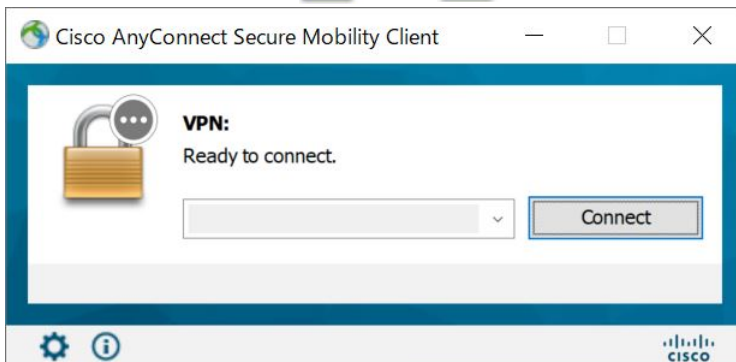 Cisco AnyConnect Secure Mobility Client
VPN:
Ready to connect.
Connect
CISCO